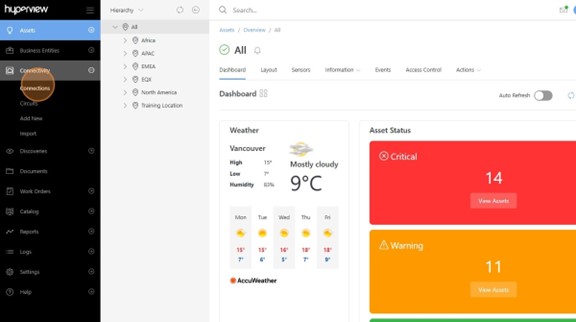 hyperview
Assets
Business Entities
Connectivity
Connections
Circuits
Add New
Import
Discoveries
Documents
Work Orders
Catalog
Reports
Logs
Settings
Help
Hierarchy
All
Africa
APAC
EMEA
EQX
North America
Training Location
Search...
Assets / Overview / All
All
Dashboard Layout Sensors Information Events Access Control Actions
Dashboard
Auto Refresh
Weather
Vancouver
High 13°
Low 7°
Humidity 83%
Mostly cloudy
9°C
Mon Tue Wed Thu Fri
15° 15° 16° 18° 18°
7° 6° 5° 7° 9°
AccuWeather
Asset Status
Critical
14
View Assets
Warning
11
View Assets